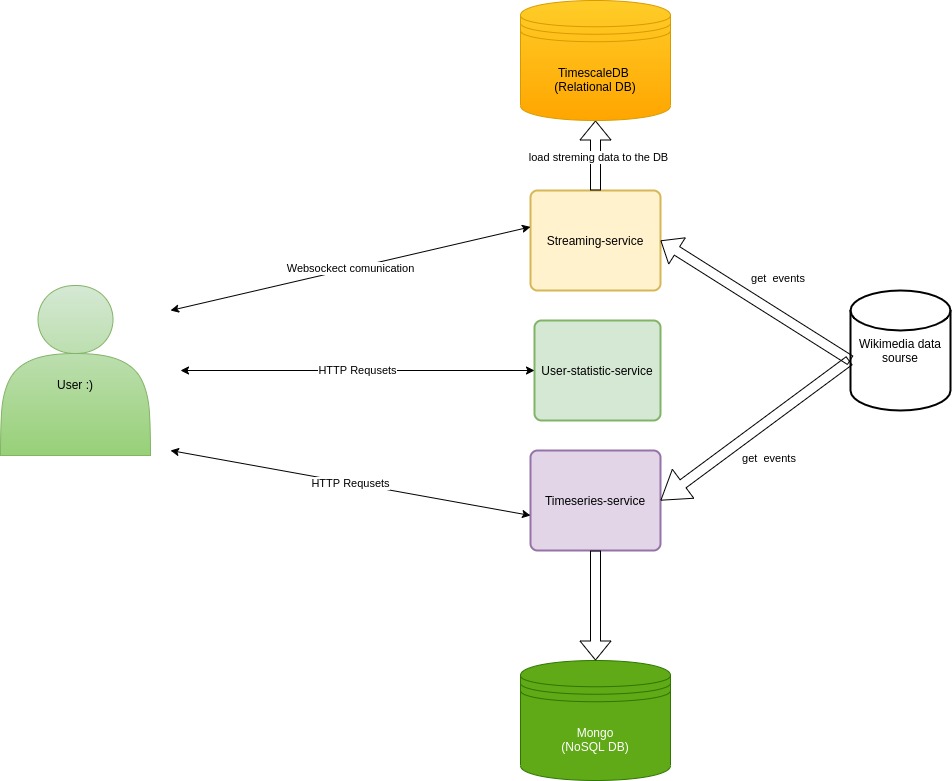 TimescaleDB
(Relational DB)
load streming data to the DB
Streaming-service
Websockect comunication
get  events
Wikimedia data
sourse
User :)
HTTP Requsets
User-statistic-service
get  events
HTTP Requsets
Timeseries-service
Mongo
(NoSQL DB)